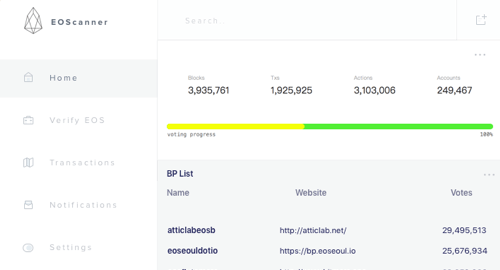 EOScanner
Search.
Home
Blocks Txs Actions Accounts
3,935,761 1,925,925 3,103,006 249,467
Verify EOS
voting progress 100%
Transactions
BP List
Name Website Votes
Notifications
atticlabeosb http://atticlab.net/ 29,495,513
Settings
eoseouldotio https://bp.eoseoul.io 25,676,934